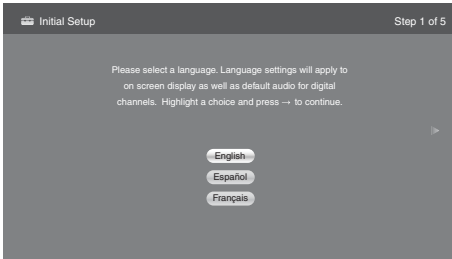 Initial Setup
Step 1 of 5
Please select a language. Language settings will apply to
on screen display as well as default audio for digital
channels. Highlight a choice and press → to continue.
English
Español
Français